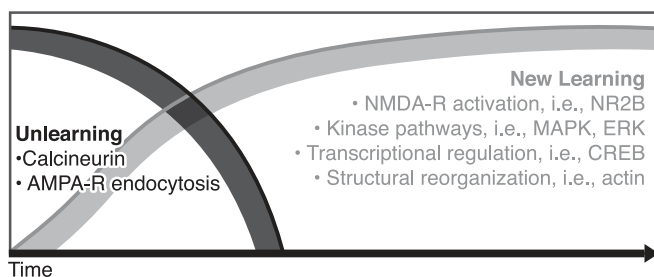 New Learning
• NMDA-R activation, i.e., NR2B
• Kinase pathways, i.e., MAPK, ERK
• Transcriptional regulation, i.e., CREB
• Structural reorganization, i.e., actin
Unlearning
•Calcineurin
• AMPA-R endocytosis
Time